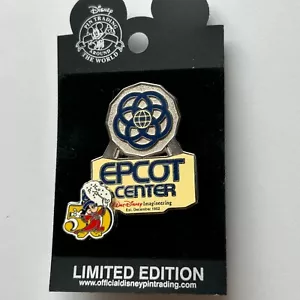 Disney
PIN TRADING
AROUND
THE WORLD
EPCOT
CENTER
Walt Disney Imagineering
Est. December 1952
50
LIMITED EDITION
www.officialdisneypintrading.com